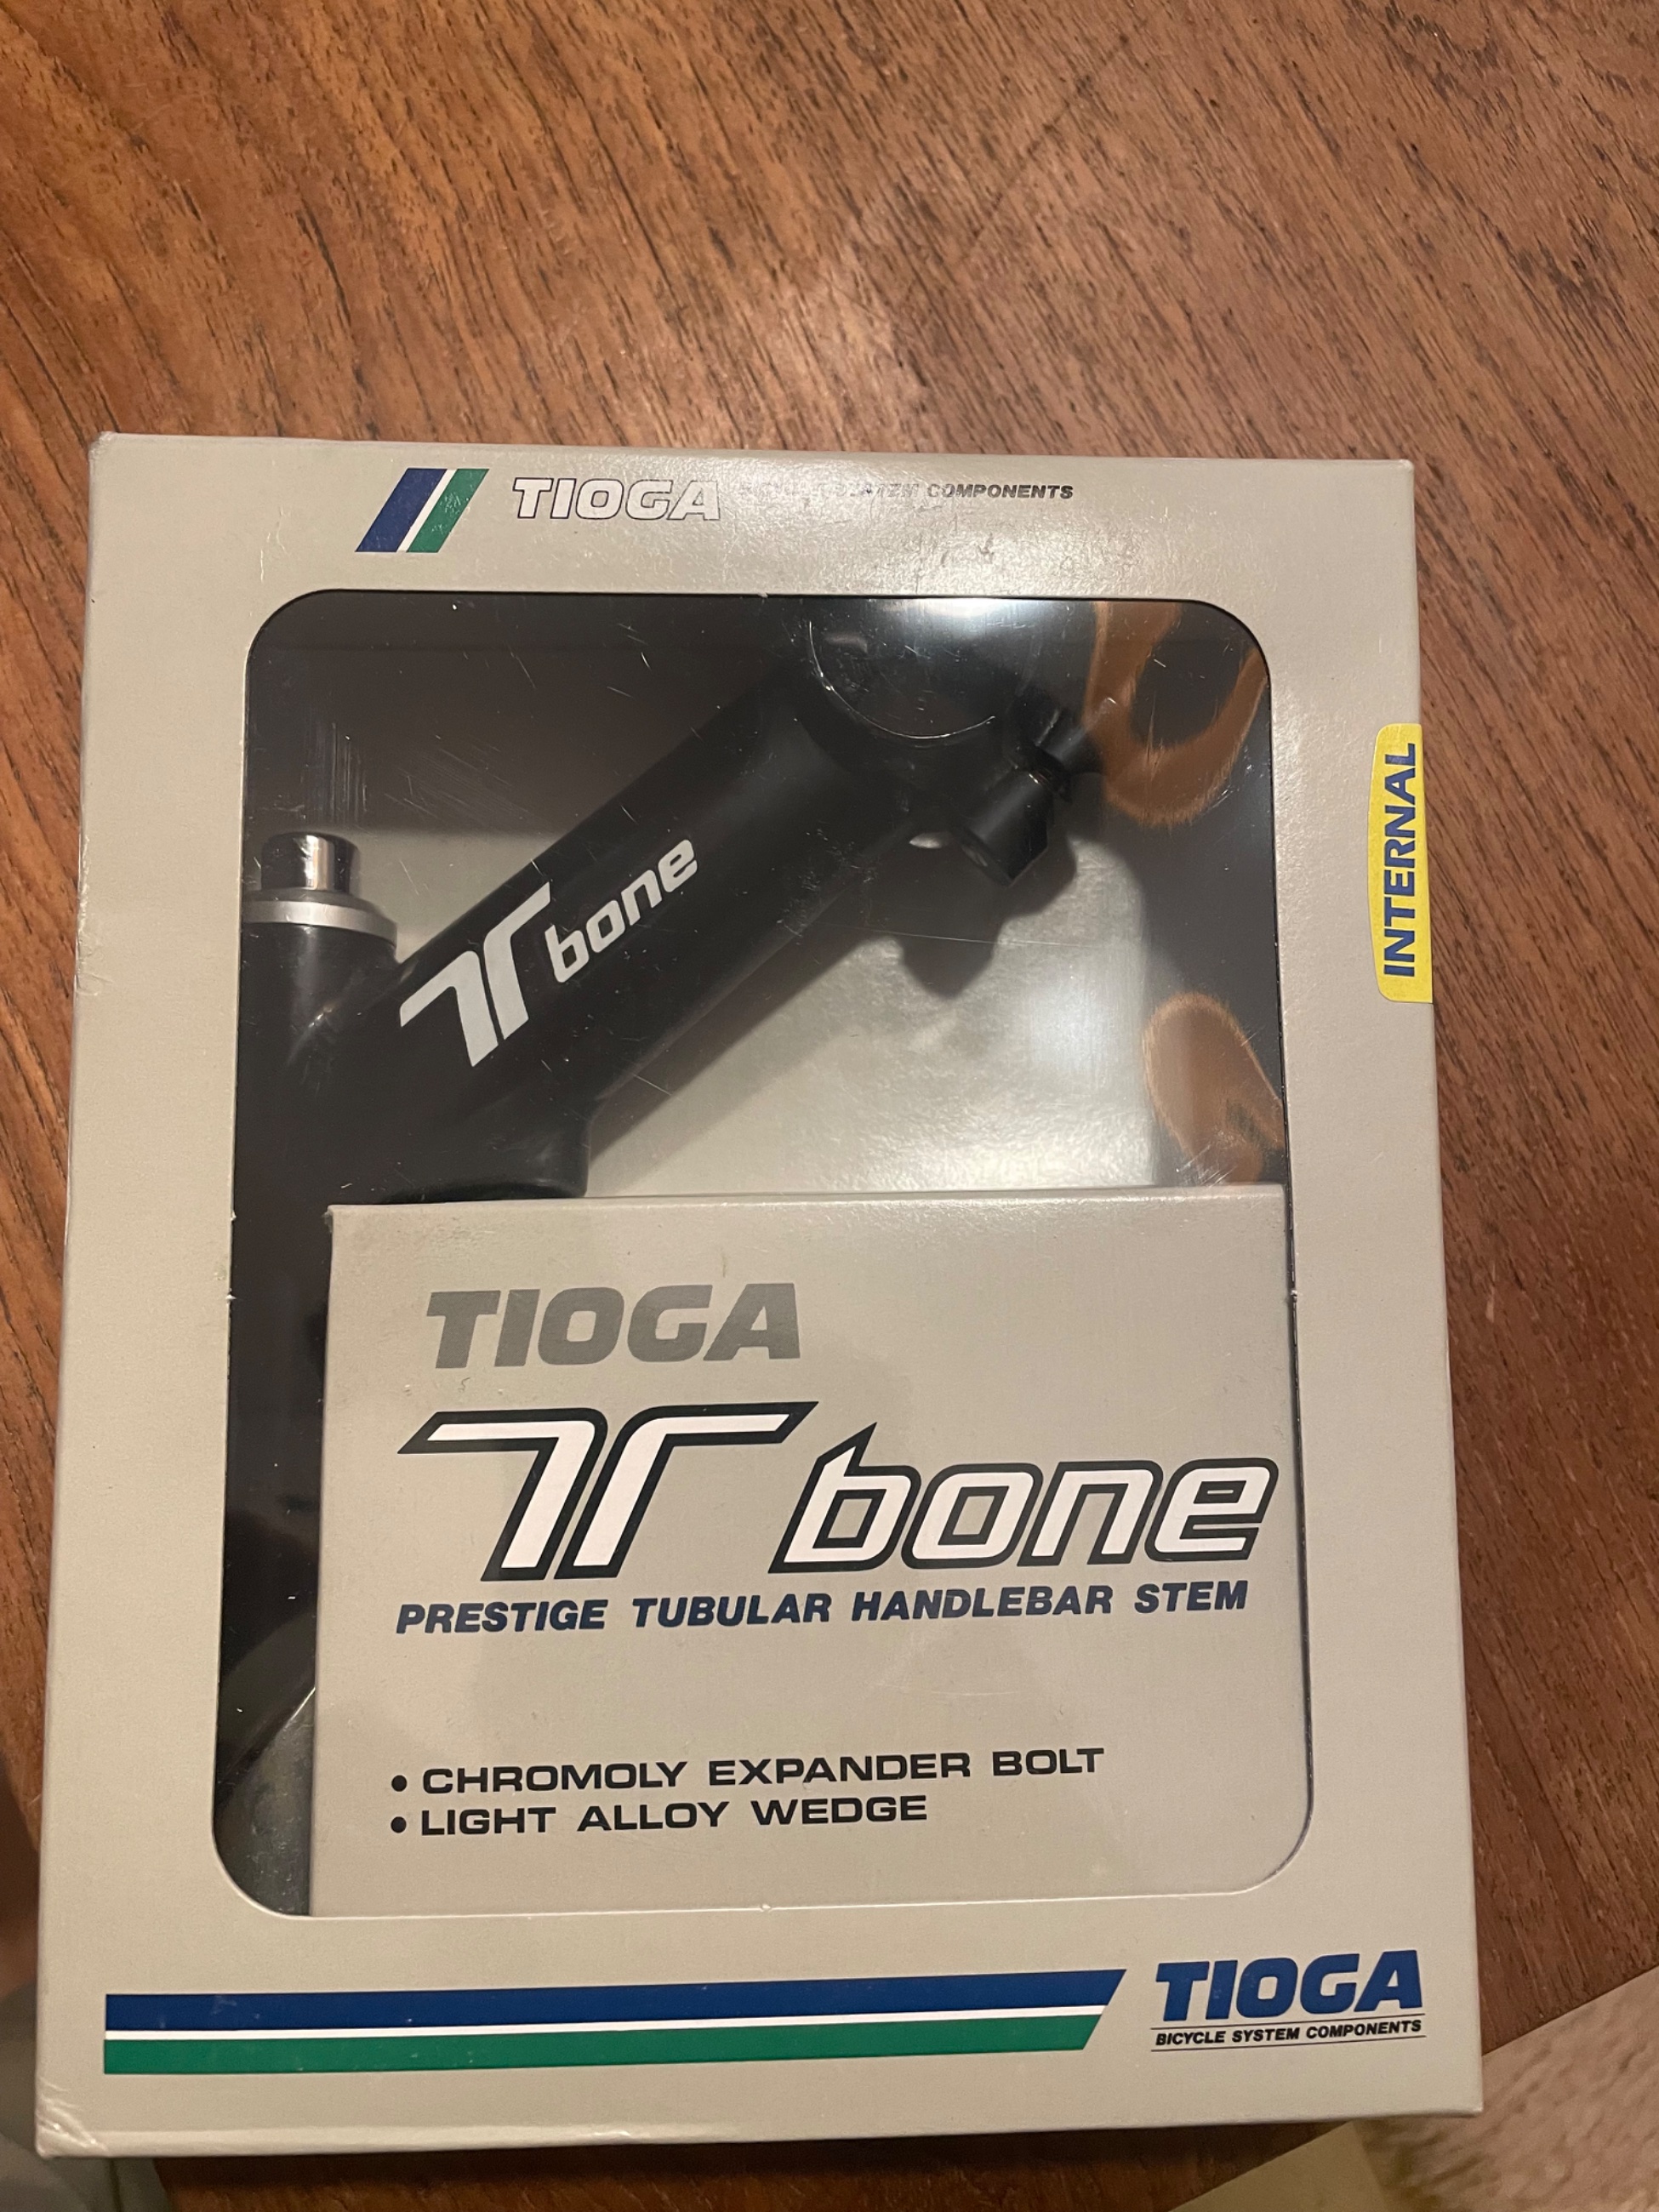 TIOGA SYSTEM COMPONENTS
T bone
INTERNAL
TIOGA
T bone
PRESTIGE TUBULAR HANDLEBAR STEM
• CHROMOLY EXPANDER BOLT
• LIGHT ALLOY WEDGE
TIOGA
BICYCLE SYSTEM COMPONENTS